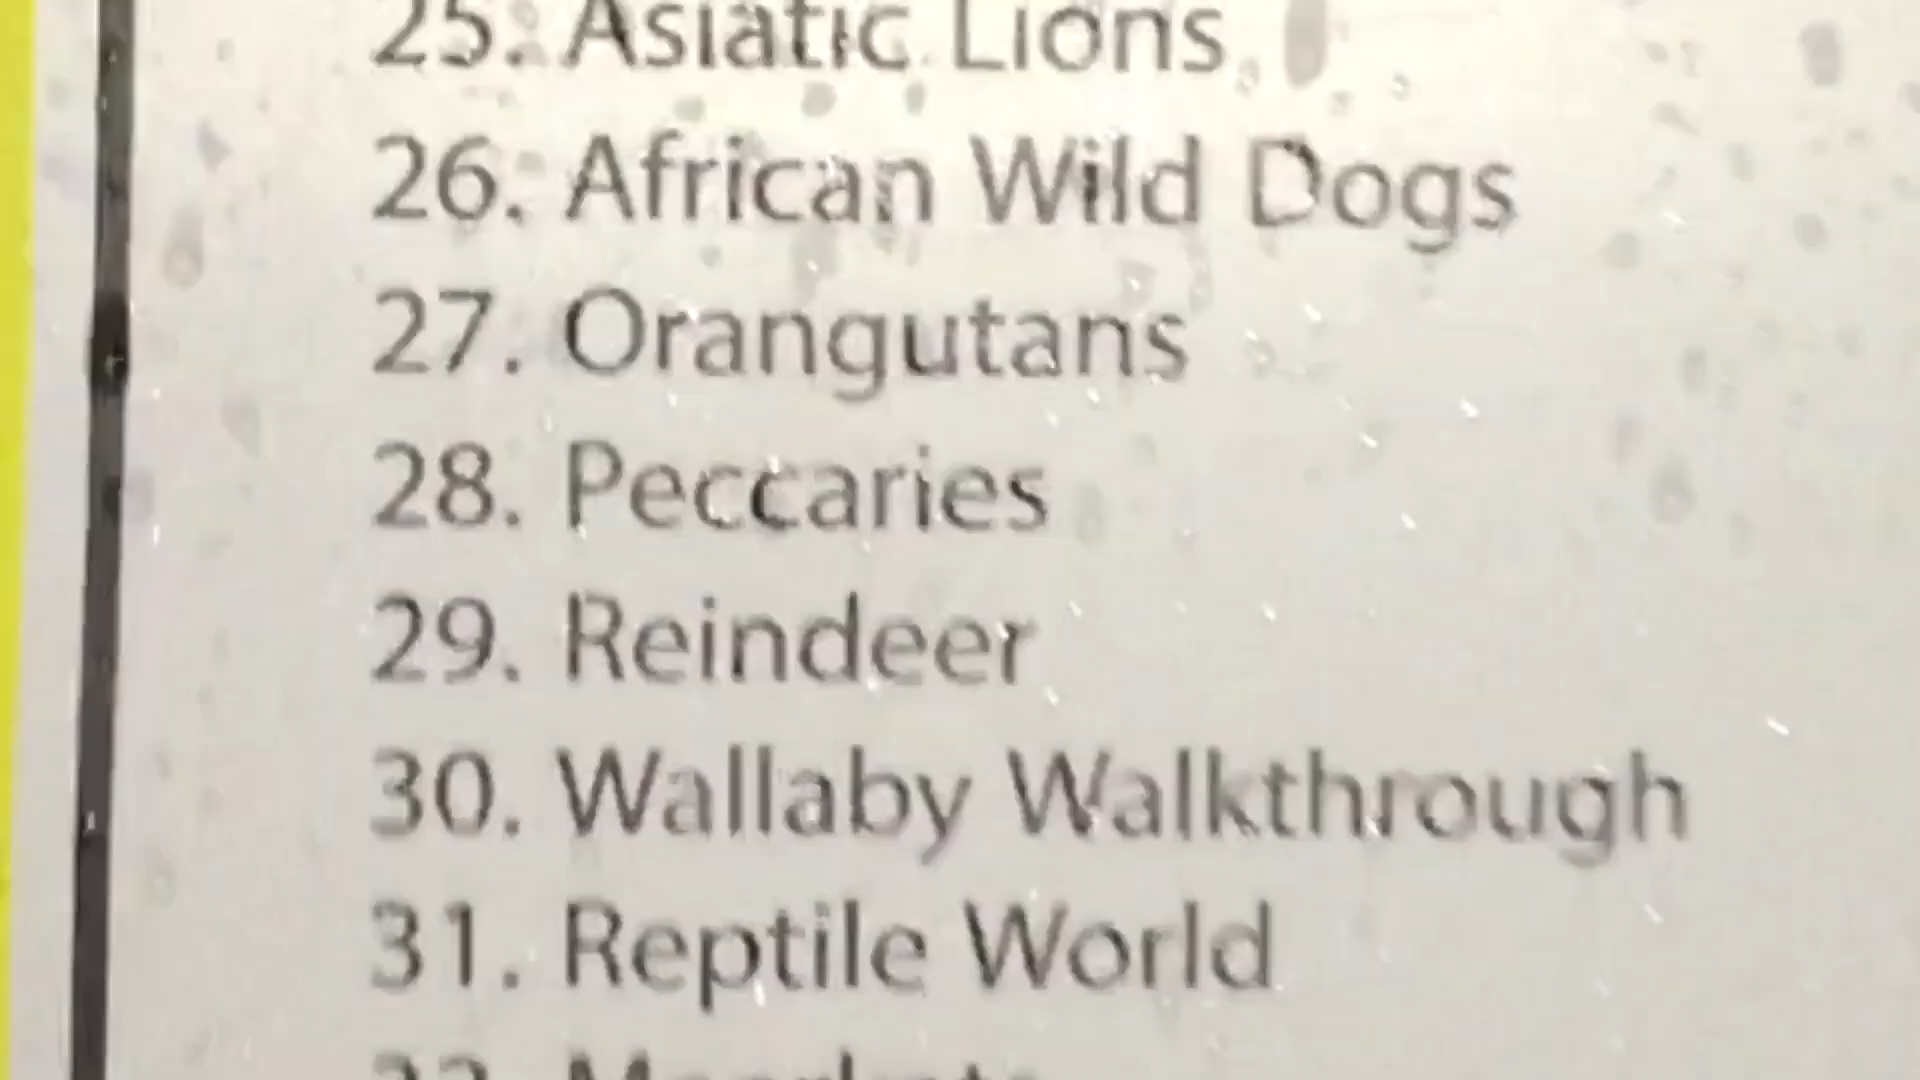 25. Asiatic Lions
26. African Wild Dogs
27. Orangutans
28. Peccaries
29. Reindeer
30. Wallaby Walkthrough
31. Reptile World